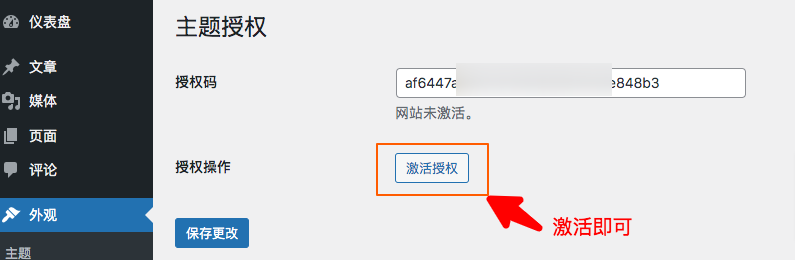 仪表盘
文章
媒体
页面
评论
外观
主题
主题授权
授权码
af6447a e848b3
网站未激活。
授权操作
激活授权
激活即可
保存更改